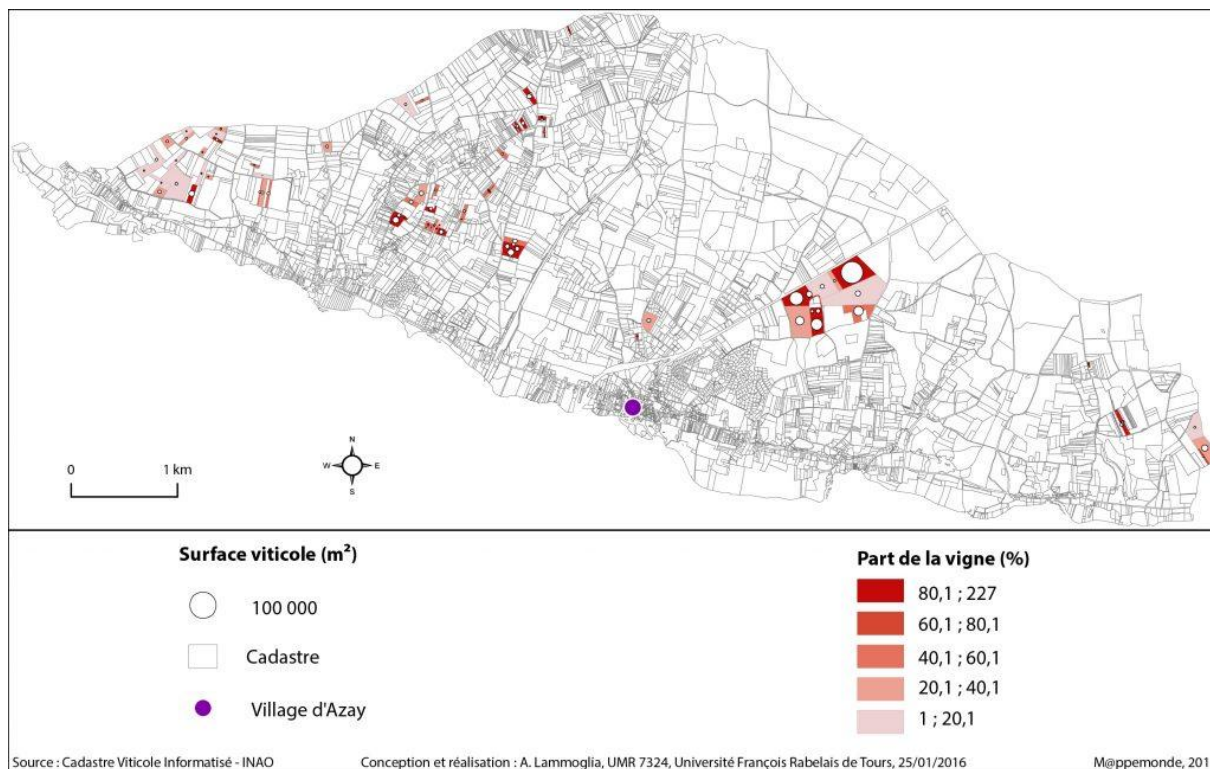 N
W E
S
0 1 km
Surface viticole (m²)
100 000
Cadastre
Village d'Azay
Part de la vigne (%)
80,1 ; 227
60,1 ; 80,1
40,1 ; 60,1
20,1 ; 40,1
1 ; 20,1
Source : Cadastre Viticole Informatisé - INAO Conception et réalisation : A. Lammoglia, UMR 7324, Université François Rabelais de Tours, 25/01/2016 M@ppemonde, 201